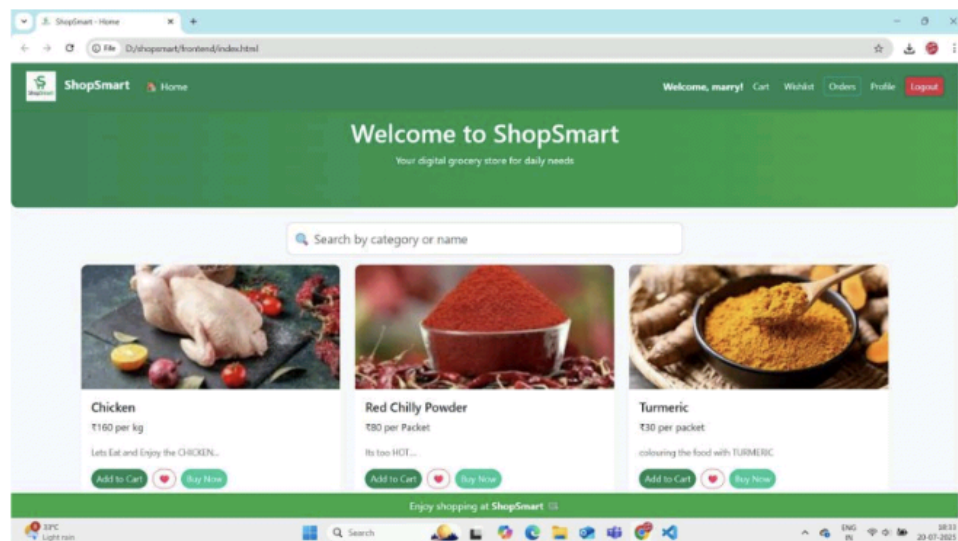 ShopSmart - Home
File D:/shopsmart/frontend/index.html
ShopSmart Home Welcome, marry! Cart Wishlist Orders Profile Logout
Welcome to ShopSmart
Your digital grocery store for daily needs
Search by category or name
Chicken
₹160 per kg
Lets Eat and Enjoy the CHICKEN...
Add to Cart Buy Now
Red Chilly Powder
₹80 per Packet
Its too HOT...
Add to Cart Buy Now
Turmeric
₹30 per packet
colouring the food with TURMERIC
Add to Cart Buy Now
Enjoy shopping at ShopSmart
33°C
Light rain
Search
ENG
IN
18:33
20-07-2025